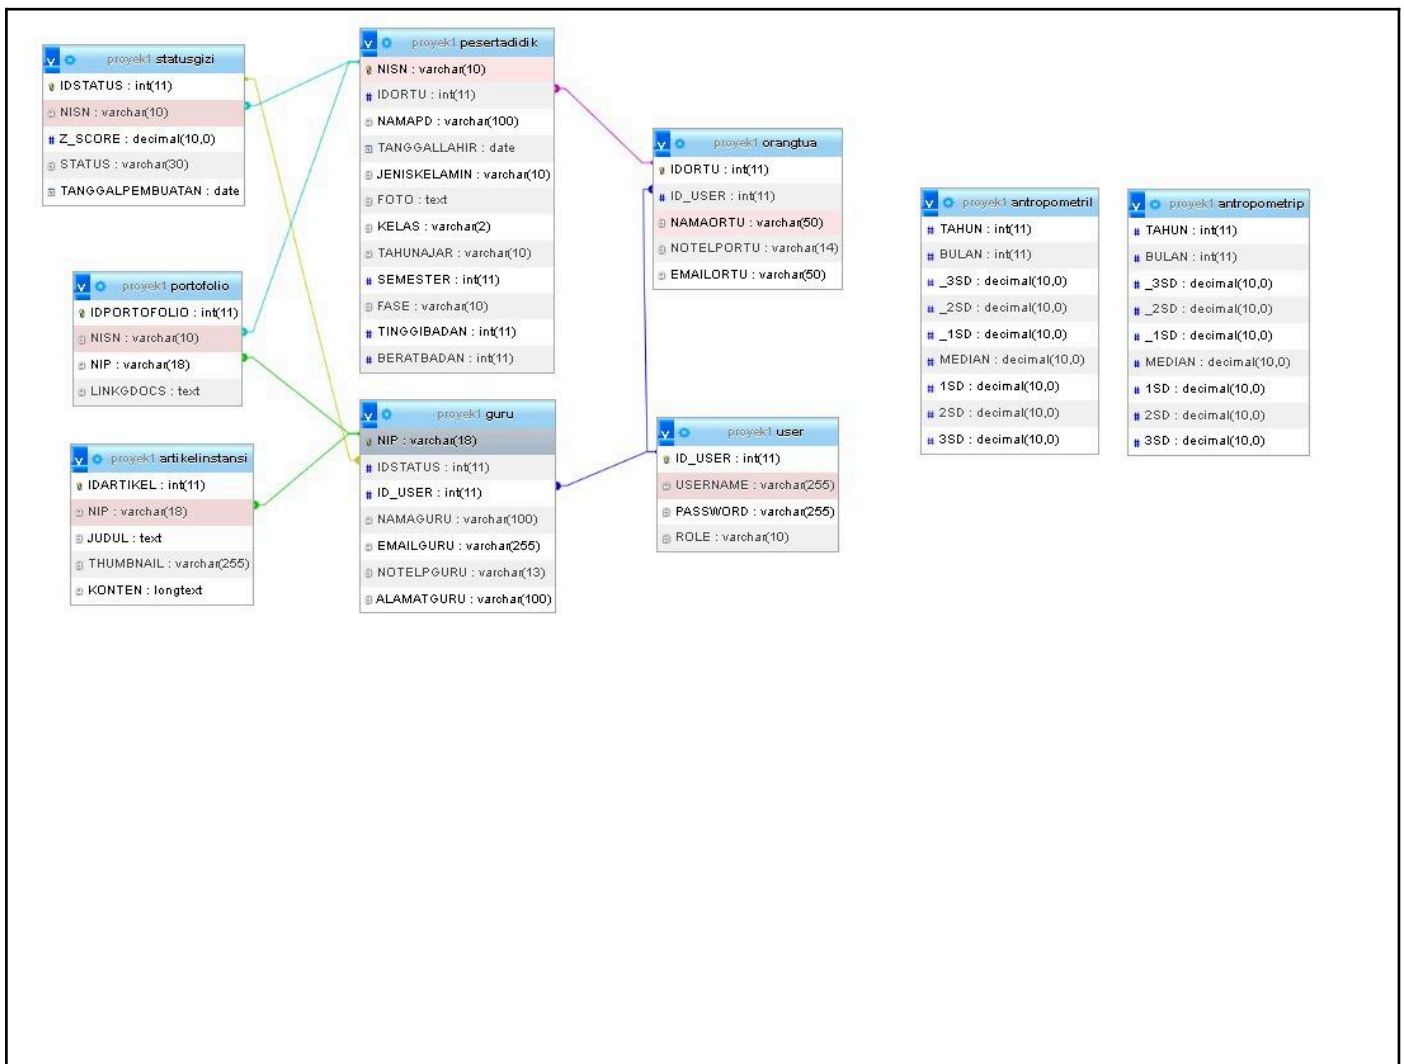 proyek1 statusgizi
IDSTATUS : int(11)
NISN : varchar(10)
Z_SCORE : decimal(10,0)
STATUS : varchar(30)
TANGGALPEMBUATAN : date
proyek1 portofolio
IDPORTOFOLIO : int(11)
NISN : varchar(10)
NIP : varchar(18)
LINKGDOCS : text
proyek1 artikelinstansi
IDARTIKEL : int(11)
NIP : varchar(18)
JUDUL : text
THUMBNAIL : varchar(255)
KONTEN : longtext
proyek1 pesertadidik
NISN : varchar(10)
IDORTU : int(11)
NAMAPD : varchar(100)
TANGGALLAHIR : date
JENISKELAMIN : varchar(10)
FOTO : text
KELAS : varchar(2)
TAHUNAJAR : varchar(10)
SEMESTER : int(11)
FASE : varchar(10)
TINGGIBADAN : int(11)
BERATBADAN : int(11)
proyek1 guru
NIP : varchar(18)
IDSTATUS : int(11)
ID_USER : int(11)
NAMAGURU : varchar(100)
EMAILGURU : varchar(255)
NOTELPGURU : varchar(13)
ALAMATGURU : varchar(100)
proyek1 orangtua
IDORTU : int(11)
ID_USER : int(11)
NAMAORTU : varchar(50)
NOTELPORTU : varchar(14)
EMAILORTU : varchar(50)
proyek1 user
ID_USER : int(11)
USERNAME : varchar(255)
PASSWORD : varchar(255)
ROLE : varchar(10)
proyek1 antropometril
TAHUN : int(11)
BULAN : int(11)
_3SD : decimal(10,0)
_2SD : decimal(10,0)
_1SD : decimal(10,0)
MEDIAN : decimal(10,0)
1SD : decimal(10,0)
2SD : decimal(10,0)
3SD : decimal(10,0)
proyek1 antropometrip
TAHUN : int(11)
BULAN : int(11)
_3SD : decimal(10,0)
_2SD : decimal(10,0)
_1SD : decimal(10,0)
MEDIAN : decimal(10,0)
1SD : decimal(10,0)
2SD : decimal(10,0)
3SD : decimal(10,0)